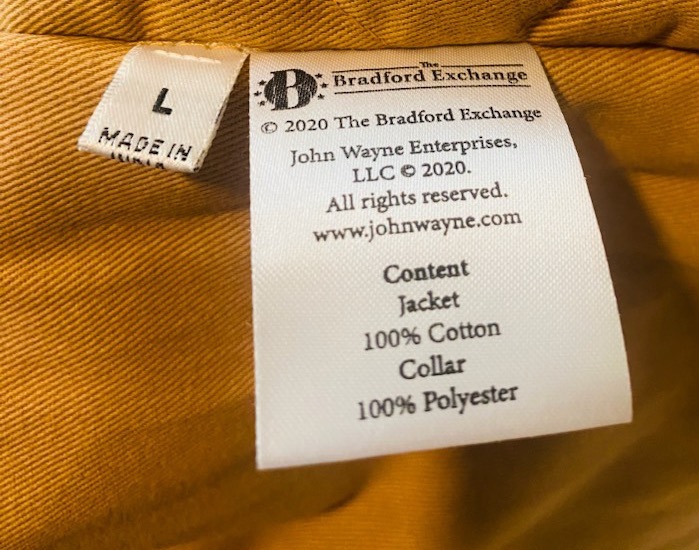 L
MADE IN
The
Bradford Exchange
© 2020 The Bradford Exchange
John Wayne Enterprises,
LLC © 2020.
All rights reserved.
www.johnwayne.com
Content
Jacket
100% Cotton
Collar
100% Polyester